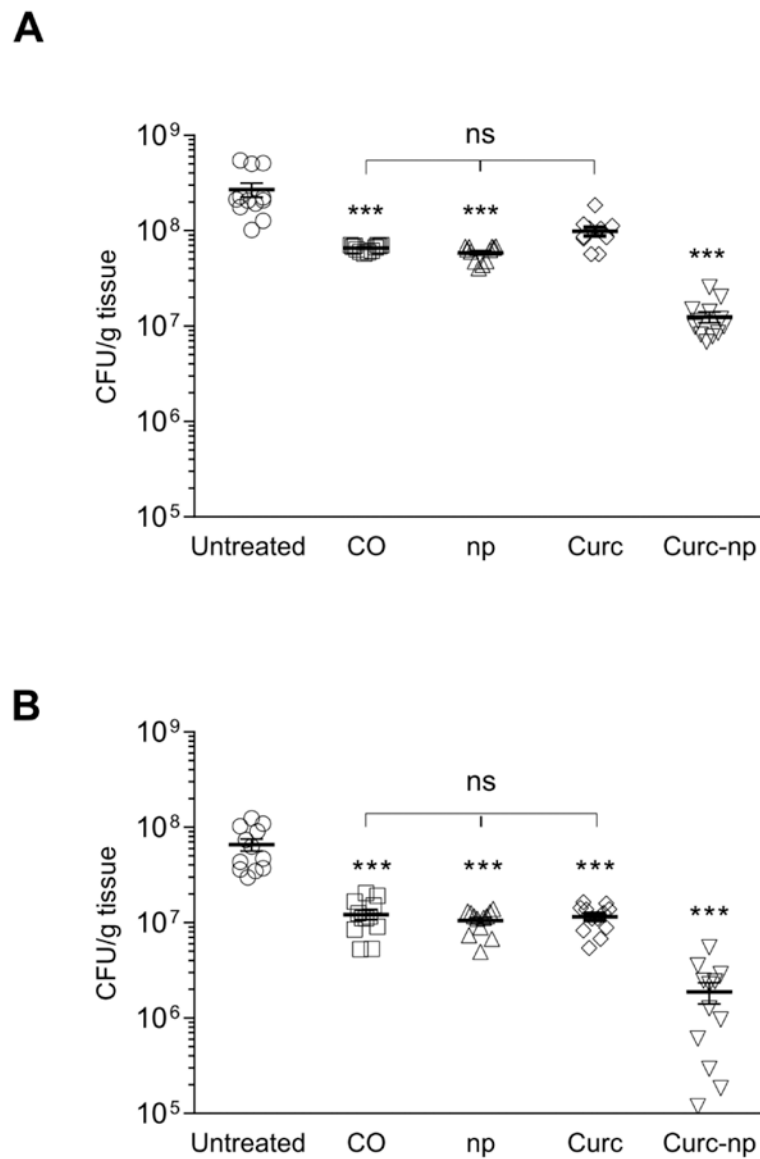 A
ns
10⁹
10⁸
10⁷
10⁶
10⁵
*** *** ***
CFU/g tissue
Untreated CO np Curc Curc-np
B
ns
10⁹
10⁸
10⁷
10⁶
10⁵
*** *** *** ***
CFU/g tissue
Untreated CO np Curc Curc-np